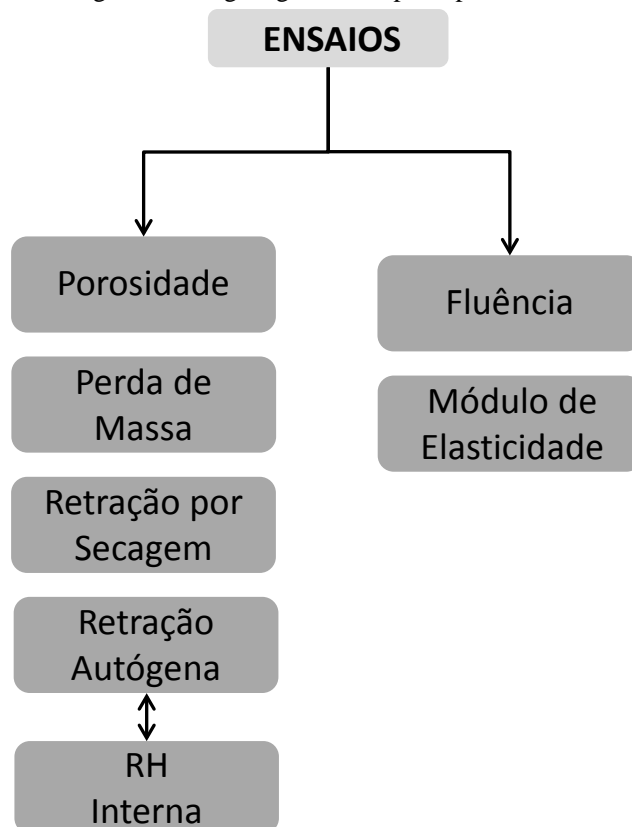 ENSAIOS
Porosidade
Perda de
Massa
Retração por
Secagem
Retração
Autógena
RH
Interna
Fluência
Módulo de
Elasticidade